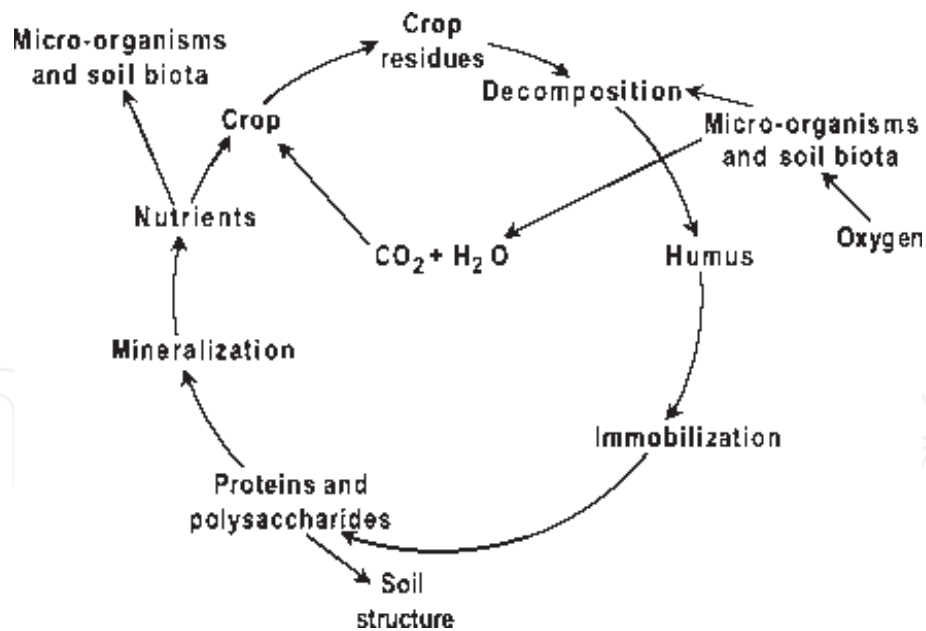 Crop
residues
Micro-organisms
and soil biota
Decomposition
Crop
Micro-organisms
and soil biota
Nutrients
Oxygen
CO₂ + H₂O
Humus
Mineralization
Immobilization
Proteins and
polysaccharides
Soil
structure